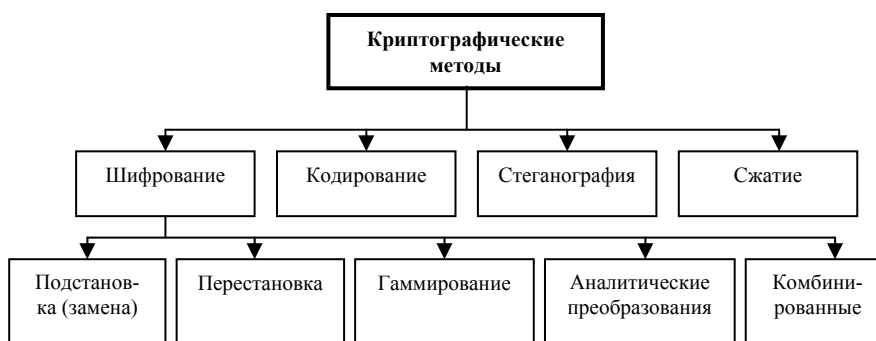 Криптографические
методы
Шифрование
Кодирование
Стеганография
Сжатие
Подстанов-
ка (замена)
Перестановка
Гаммирование
Аналитические
преобразования
Комбини-
рованные